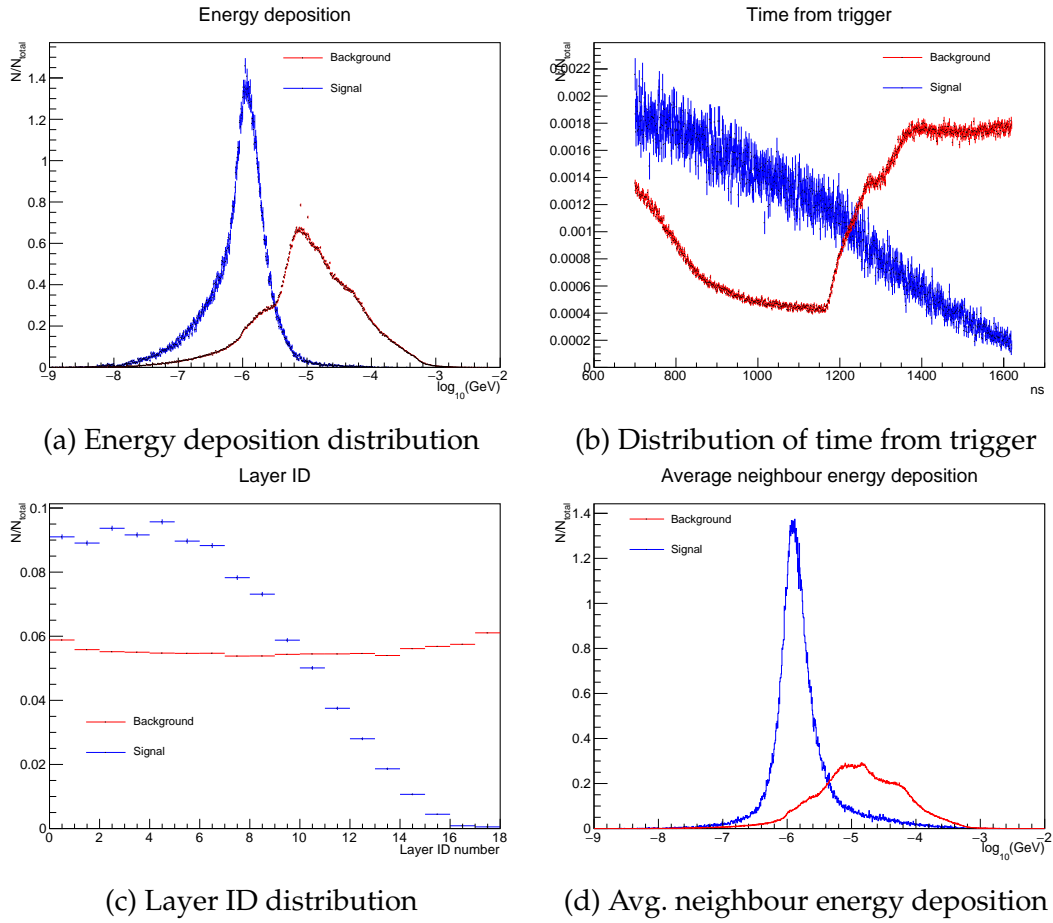 Energy deposition
N/N_total
Background
Signal
1.4
1.2
1
0.8
0.6
0.4
0.2
0
−9 −8 −7 −6 −5 −4 −3 −2
log₁₀(GeV)
(a) Energy deposition distribution
Time from trigger
N/N_total
Background
Signal
0.0022
0.002
0.0018
0.0016
0.0014
0.0012
0.001
0.0008
0.0006
0.0004
0.0002
0
600 800 1000 1200 1400 1600
ns
(b) Distribution of time from trigger
Layer ID
N/N_total
0.1
0.08
0.06
0.04
0.02
0
Background
Signal
0 2 4 6 8 10 12 14 16 18
Layer ID number
(c) Layer ID distribution
Average neighbour energy deposition
N/N_total
Background
Signal
1.4
1.2
1
0.8
0.6
0.4
0.2
0
−9 −8 −7 −6 −5 −4 −3 −2
log₁₀(GeV)
(d) Avg. neighbour energy deposition